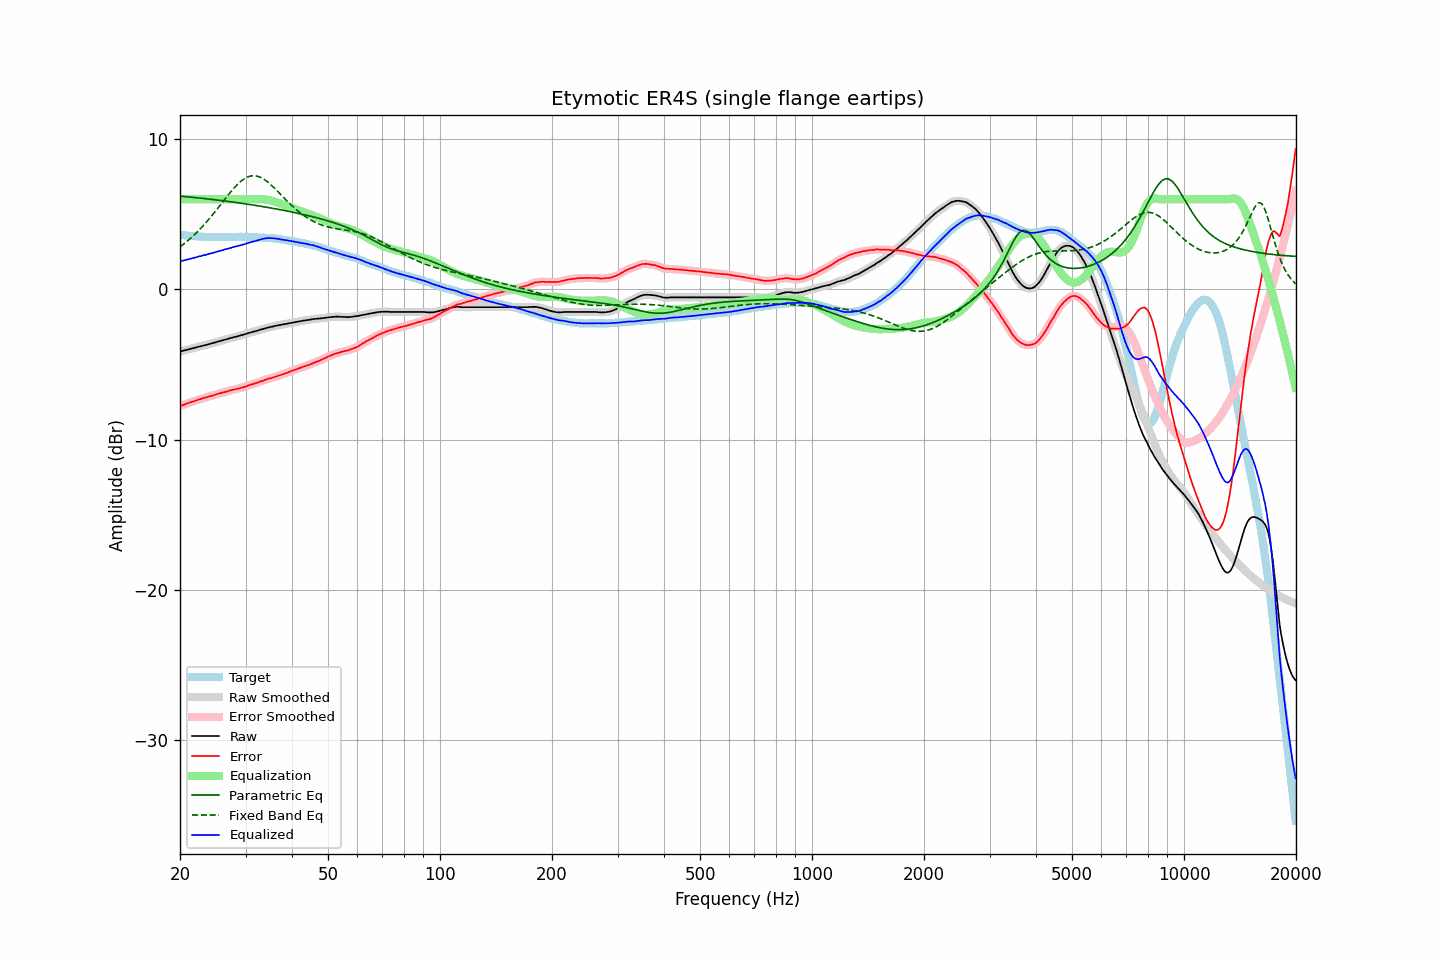 Etymotic ER4S (single flange eartips)
10
0
−10
−20
−30
Amplitude (dBr)
Target
Raw Smoothed
Error Smoothed
Raw
Error
Equalization
Parametric Eq
Fixed Band Eq
Equalized
20
50
100
200
500
1000
2000
5000
10000
20000
Frequency (Hz)